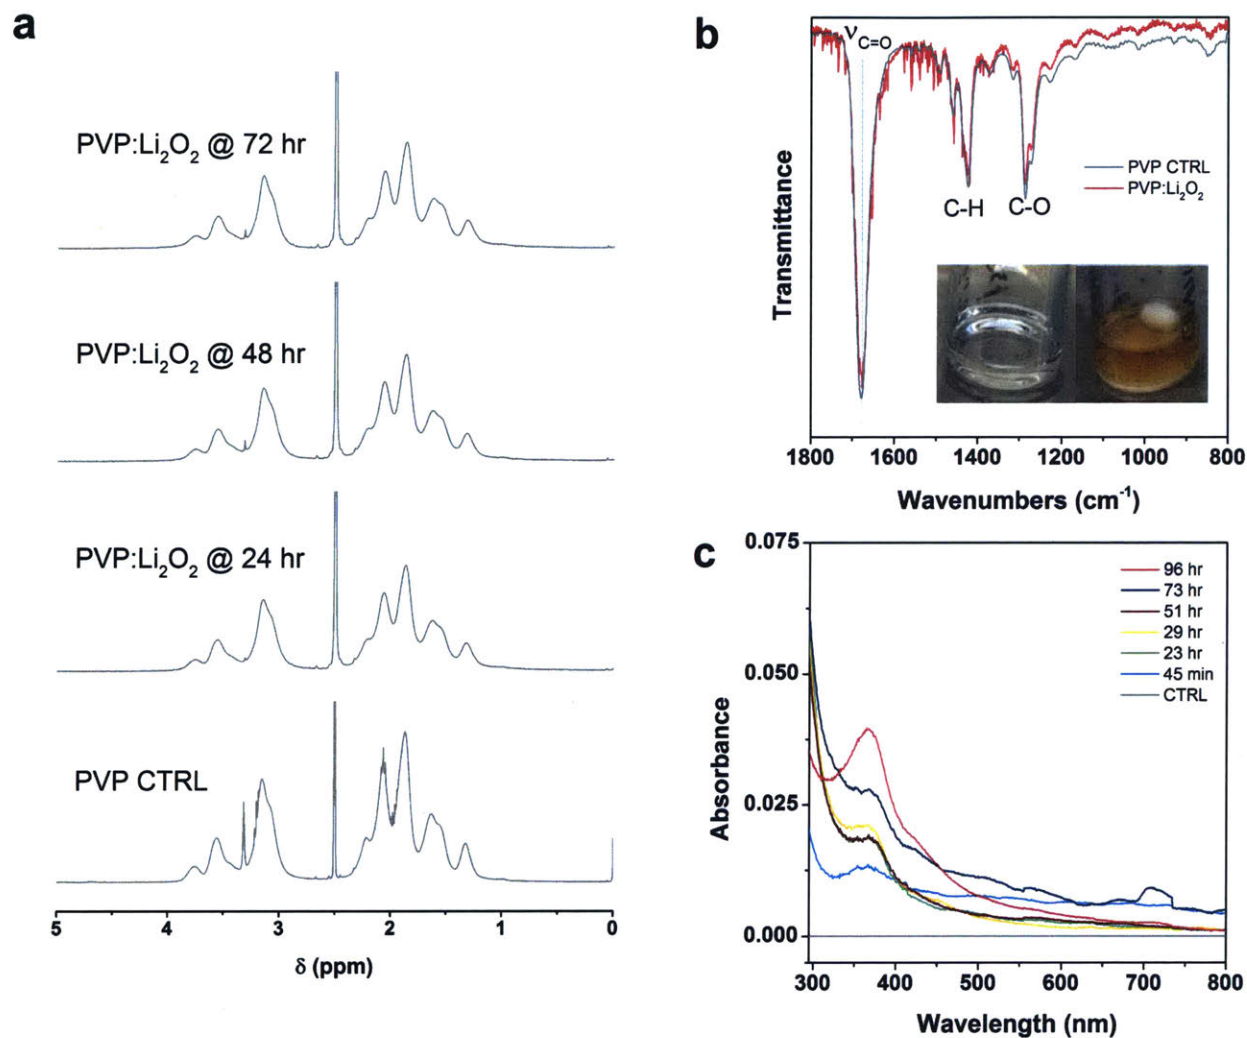 a
PVP:Li₂O₂ @ 72 hr
PVP:Li₂O₂ @ 48 hr
PVP:Li₂O₂ @ 24 hr
PVP CTRL
5 4 3 2 1 0
δ (ppm)
b
νC=O
PVP CTRL
PVP:Li₂O₂
C-H C-O
Transmittance
1800 1600 1400 1200 1000 800
Wavenumbers (cm⁻¹)
c
0.075
0.050
0.025
0.000
Absorbance
96 hr
73 hr
51 hr
29 hr
23 hr
45 min
CTRL
300 400 500 600 700 800
Wavelength (nm)